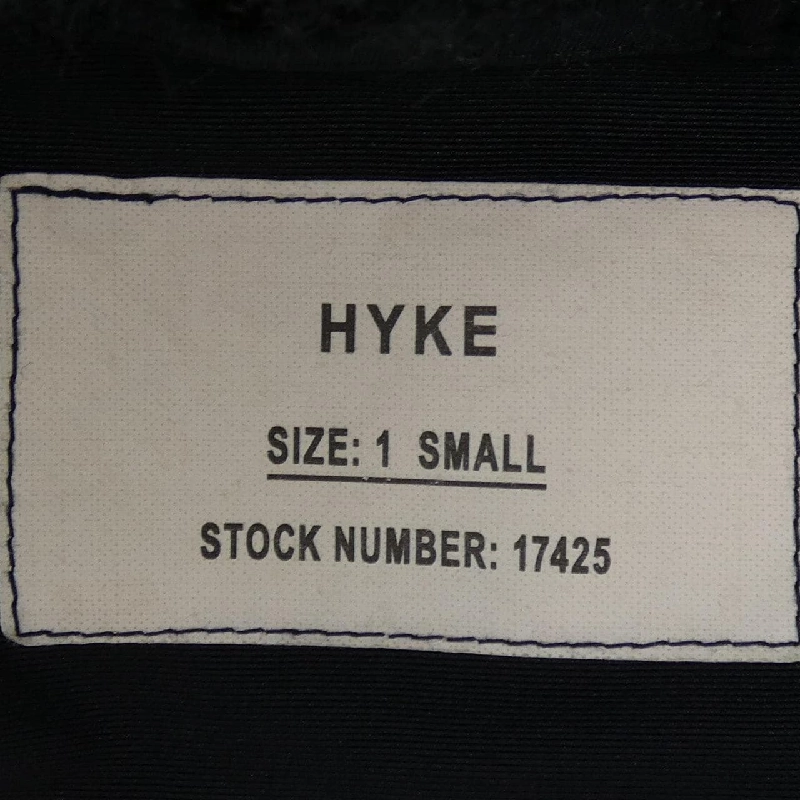 HYKE
SIZE: 1 SMALL
STOCK NUMBER: 17425